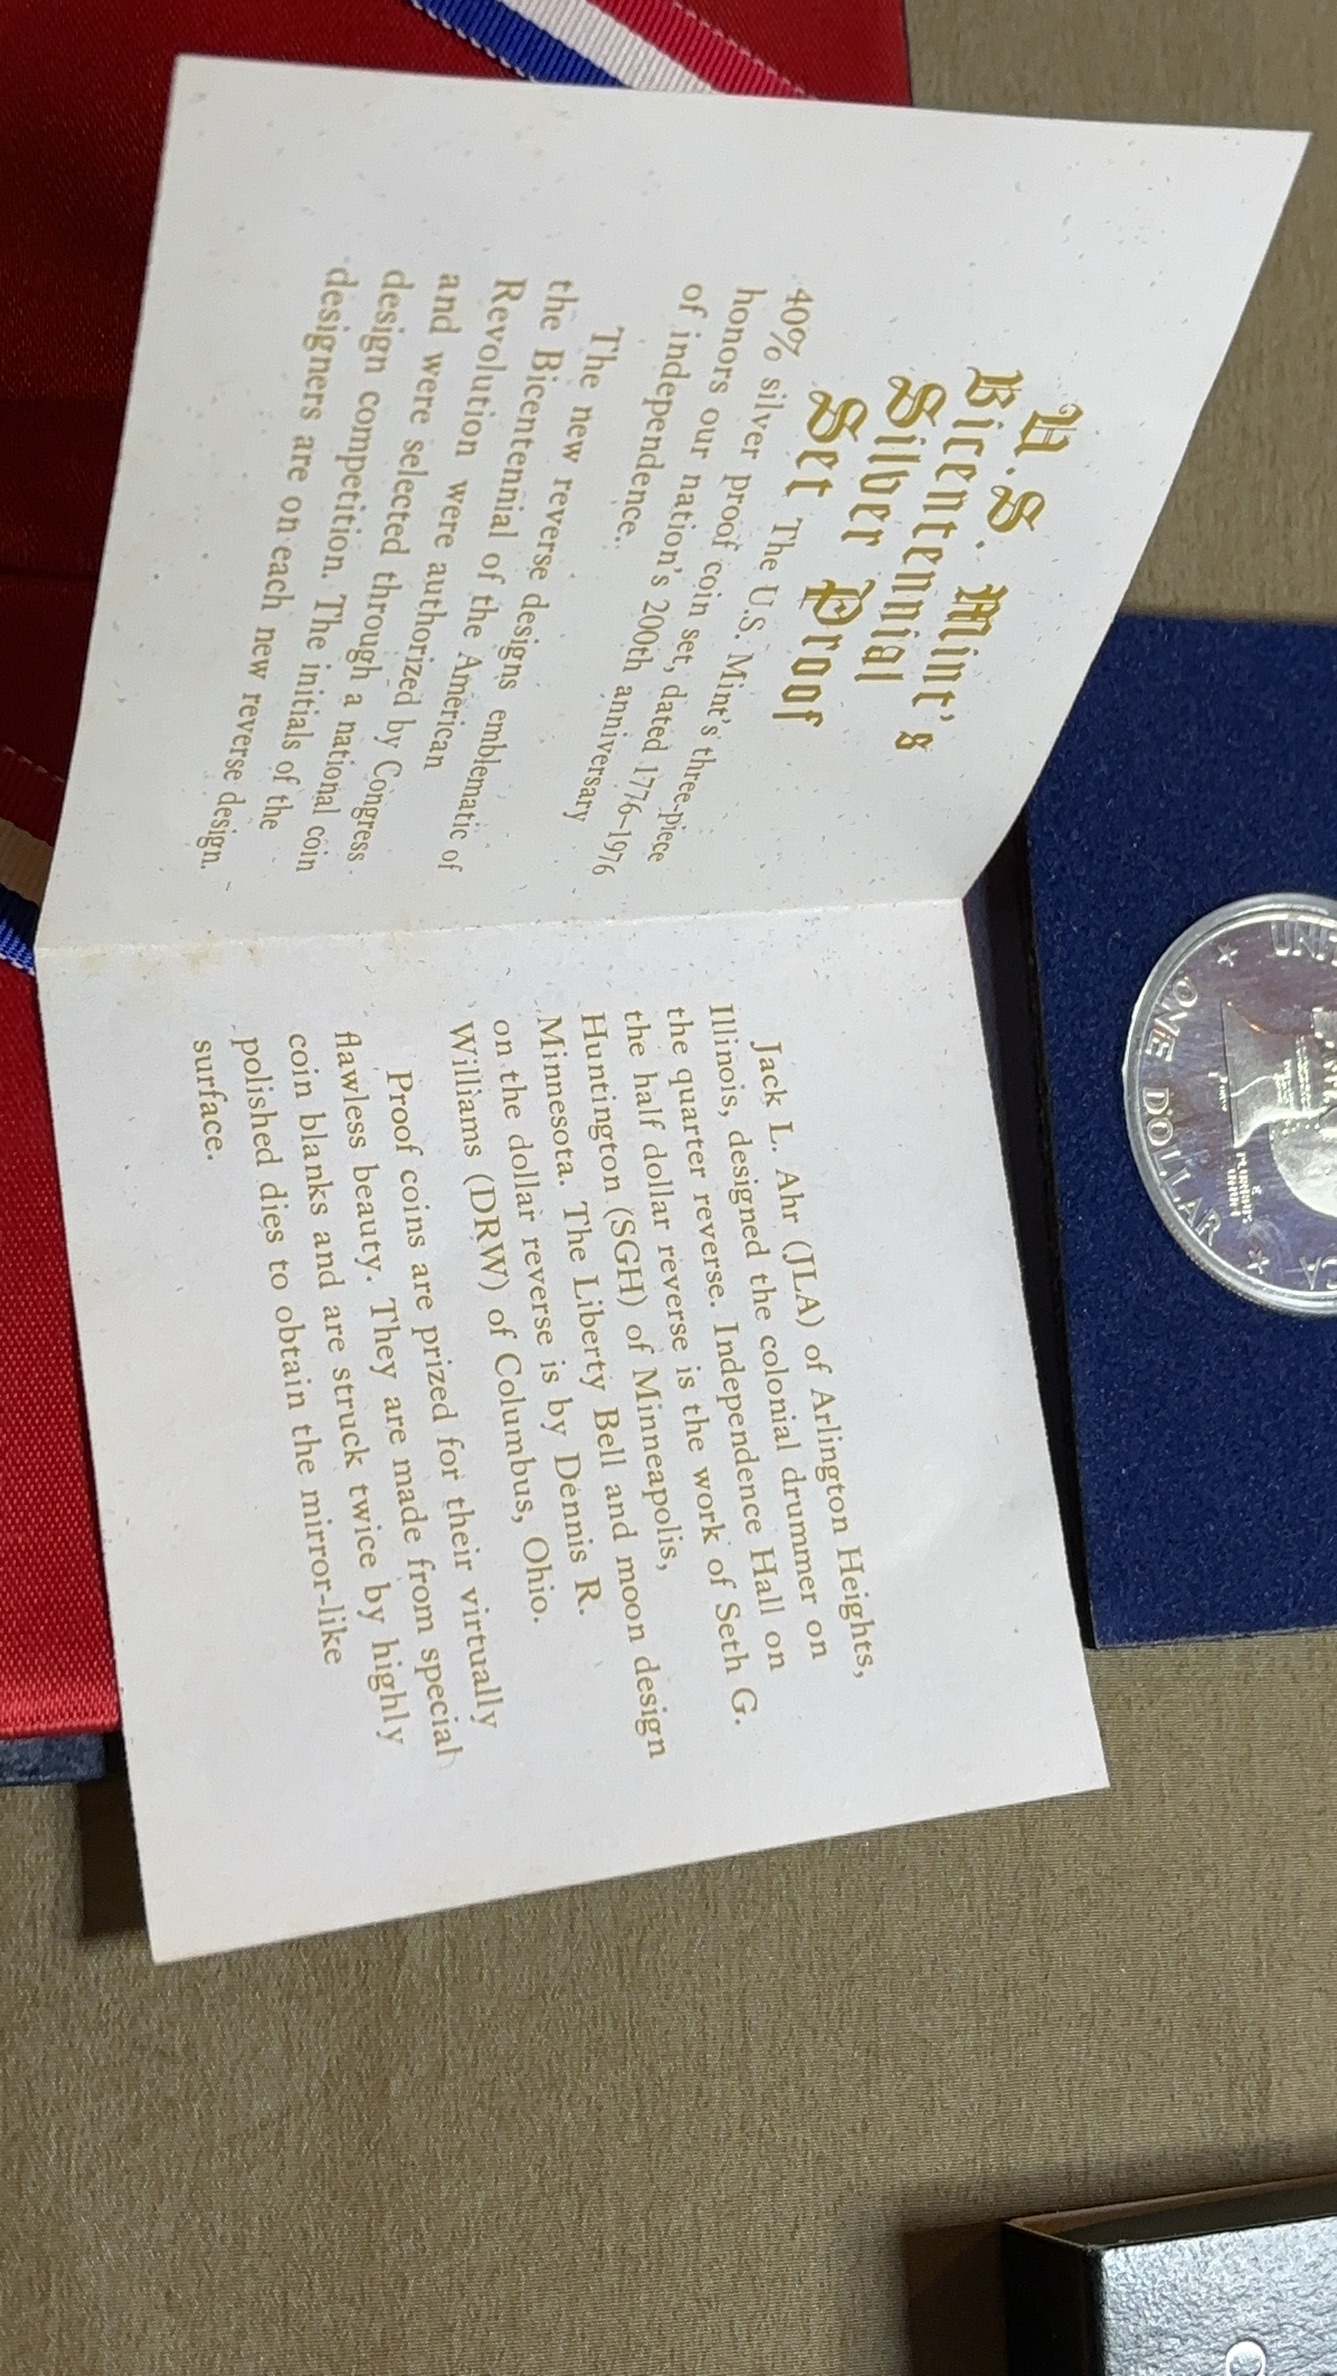 U.S. Mint's
Bicentennial
Silver Proof
Set The U.S. Mint's three-piece
40% silver proof coin set, dated 1776-1976
honors our nation's 200th anniversary
of independence.
The new reverse designs emblematic of
the Bicentennial of the American
Revolution were authorized by Congress
and were selected through a national coin
design competition. The initials of the
designers are on each new reverse design.
Jack L. Ahr (JLA) of Arlington Heights,
Illinois, designed the colonial drummer on
the quarter reverse. Independence Hall on
the half dollar reverse is the work of Seth G.
Huntington (SGH) of Minneapolis,
Minnesota. The Liberty Bell and moon design
on the dollar reverse is by Dennis R.
Williams (DRW) of Columbus, Ohio.
Proof coins are prized for their virtually
flawless beauty. They are made from special
coin blanks and are struck twice by highly
polished dies to obtain the mirror-like
surface.
ONE DOLLAR
E
PLURIBUS
UNUM